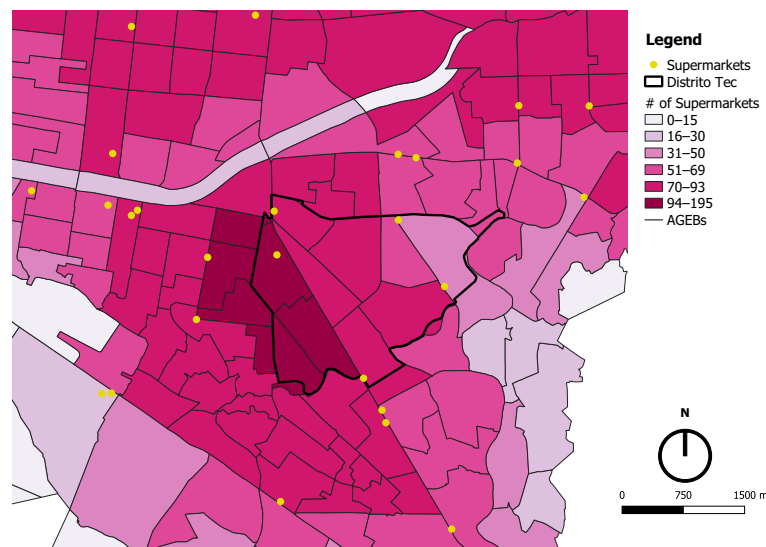 Legend
Supermarkets
Distrito Tec
# of Supermarkets
0–15
16–30
31–50
51–69
70–93
94–195
AGEBs
N
0 750 1500 m